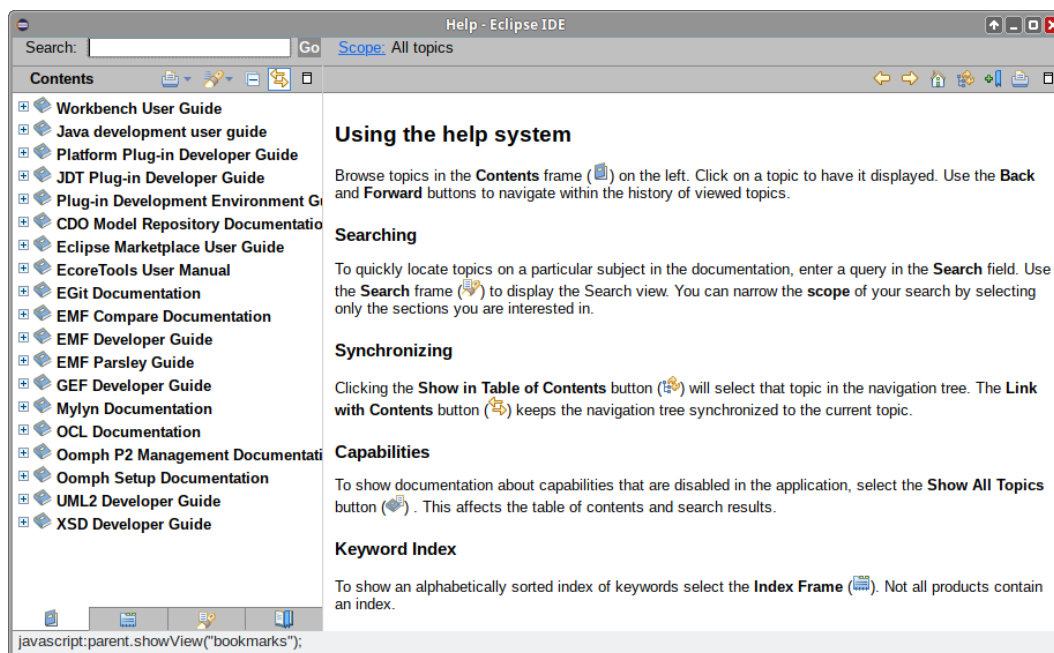 Help - Eclipse IDE
Search:
Go
Scope: All topics
Contents
Workbench User Guide
Java development user guide
Platform Plug-in Developer Guide
JDT Plug-in Developer Guide
Plug-in Development Environment G
CDO Model Repository Documentatio
Eclipse Marketplace User Guide
EcoreTools User Manual
EGit Documentation
EMF Compare Documentation
EMF Developer Guide
EMF Parsley Guide
GEF Developer Guide
Mylyn Documentation
OCL Documentation
Oomph P2 Management Documentati
Oomph Setup Documentation
UML2 Developer Guide
XSD Developer Guide
Using the help system
Browse topics in the Contents frame ( ) on the left. Click on a topic to have it displayed. Use the Back
and Forward buttons to navigate within the history of viewed topics.
Searching
To quickly locate topics on a particular subject in the documentation, enter a query in the Search field. Use
the Search frame ( ) to display the Search view. You can narrow the scope of your search by selecting
only the sections you are interested in.
Synchronizing
Clicking the Show in Table of Contents button ( ) will select that topic in the navigation tree. The Link
with Contents button ( ) keeps the navigation tree synchronized to the current topic.
Capabilities
To show documentation about capabilities that are disabled in the application, select the Show All Topics
button ( ) . This affects the table of contents and search results.
Keyword Index
To show an alphabetically sorted index of keywords select the Index Frame ( ). Not all products contain
an index.
javascript:parent.showView("bookmarks");